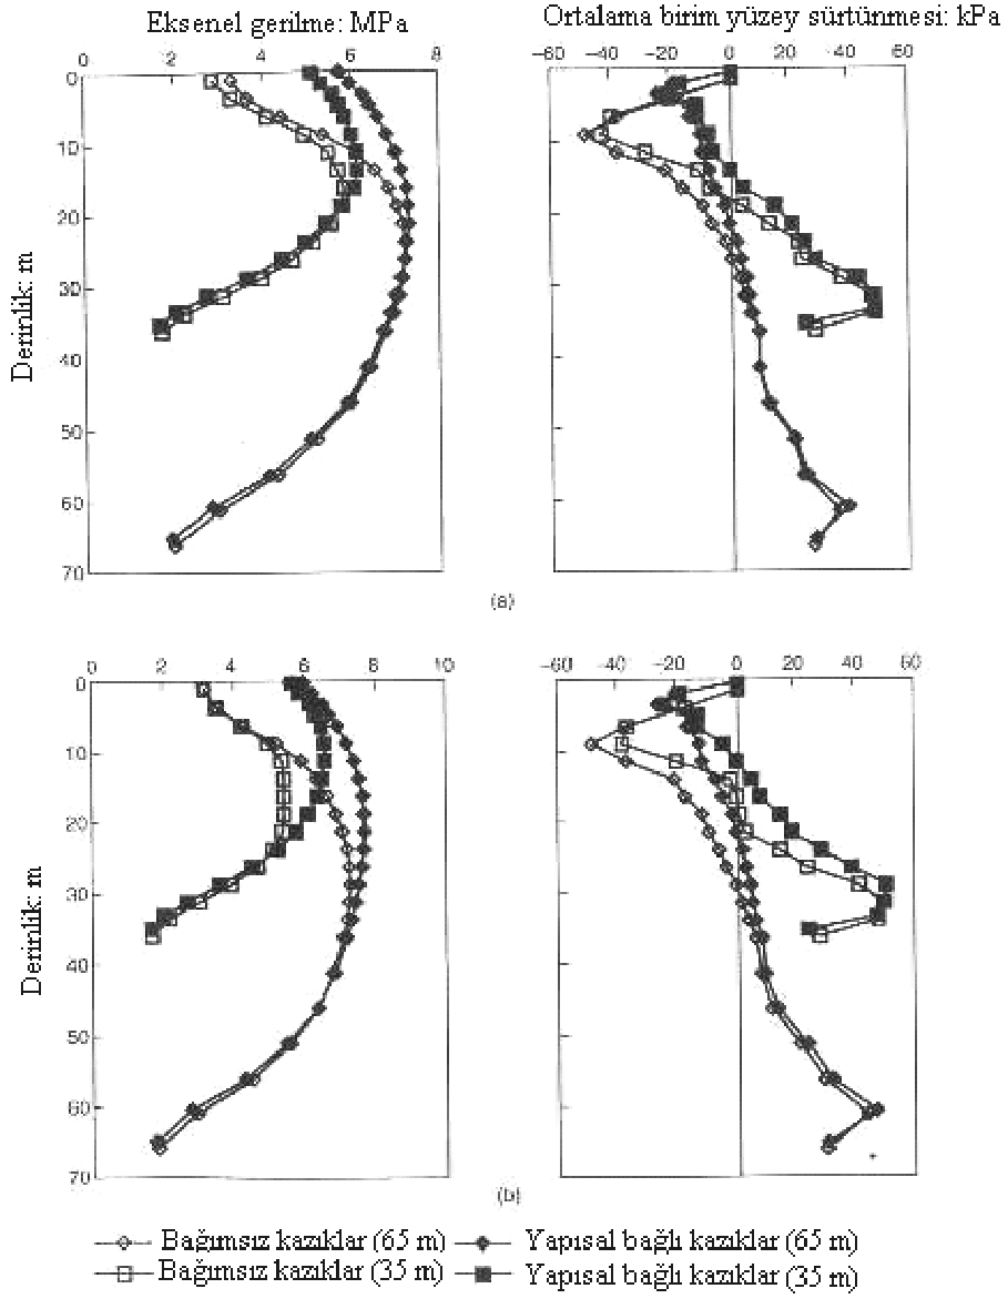 Eksenel gerilme: MPa
Ortalama birim yüzey sürtünmesi: kPa
0 2 4 6 8
−60 −40 −20 0 20 40 60
0
10
20
30
40
50
60
70
Derinlik: m
(a)
0 2 4 6 8 10
−60 −40 −20 0 20 40 60
0
10
20
30
40
50
60
70
Derinlik: m
(b)
Bağımsız kazıklar (65 m) Yapısal bağlı kazıklar (65 m)
Bağımsız kazıklar (35 m) Yapısal bağlı kazıklar (35 m)